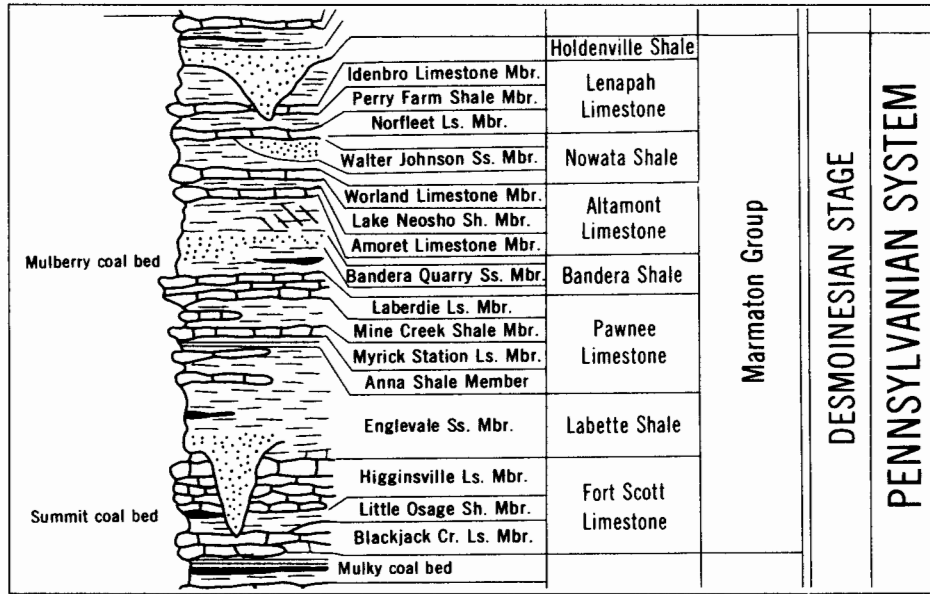 Holdenville Shale
Idenbro Limestone Mbr.
Perry Farm Shale Mbr.
Norfleet Ls. Mbr.
Lenapah
Limestone
Walter Johnson Ss. Mbr.
Nowata Shale
Worland Limestone Mbr.
Lake Neosho Sh. Mbr.
Amoret Limestone Mbr.
Altamont
Limestone
Mulberry coal bed
Bandera Quarry Ss. Mbr.
Bandera Shale
Laberdie Ls. Mbr.
Mine Creek Shale Mbr.
Myrick Station Ls. Mbr.
Anna Shale Member
Pawnee
Limestone
Englevale Ss. Mbr.
Labette Shale
Higginsville Ls. Mbr.
Little Osage Sh. Mbr.
Blackjack Cr. Ls. Mbr.
Fort Scott
Limestone
Summit coal bed
Mulky coal bed
Marmaton Group
DESMOINESIAN STAGE
PENNSYLVANIAN SYSTEM